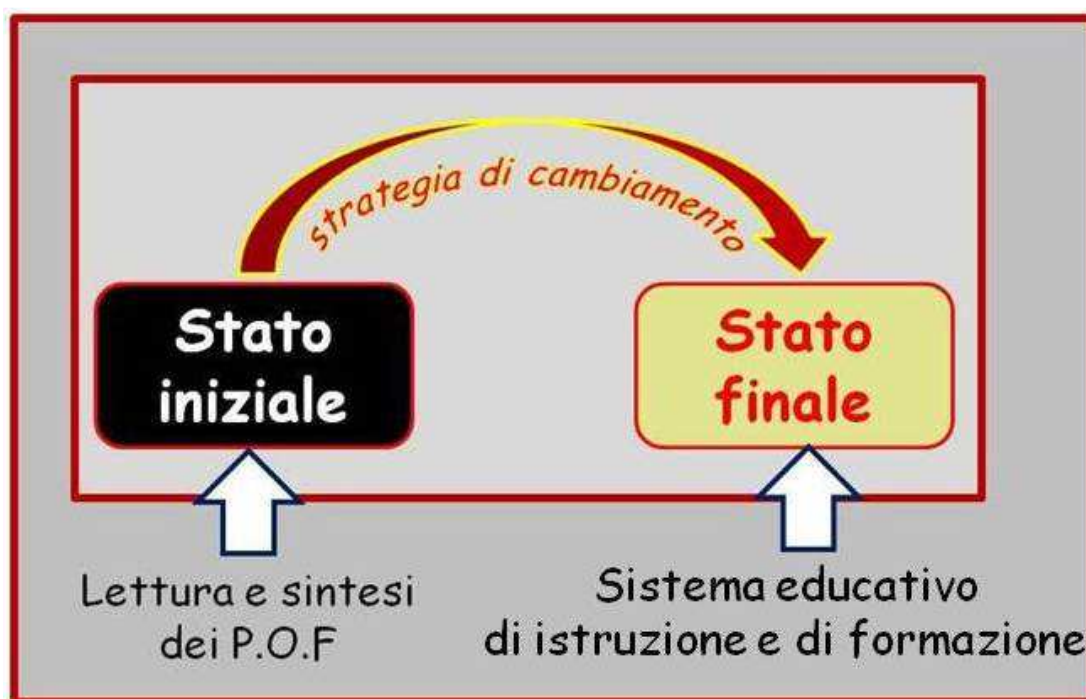 strategia di cambiamento
Stato
iniziale
Stato
finale
Lettura e sintesi
dei P.O.F
Sistema educativo
di istruzione e di formazione